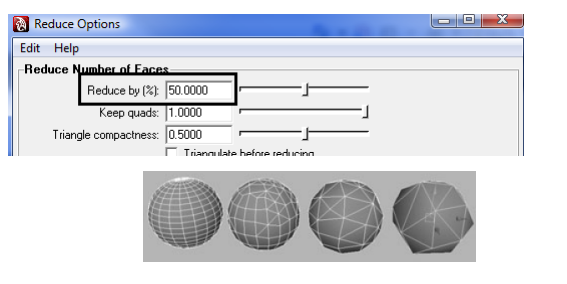 Reduce Options
Edit Help
Reduce Number of Faces
Reduce by (%): 50.0000
Keep quads: 1.0000
Triangle compactness: 0.5000
Triangulate before reducing